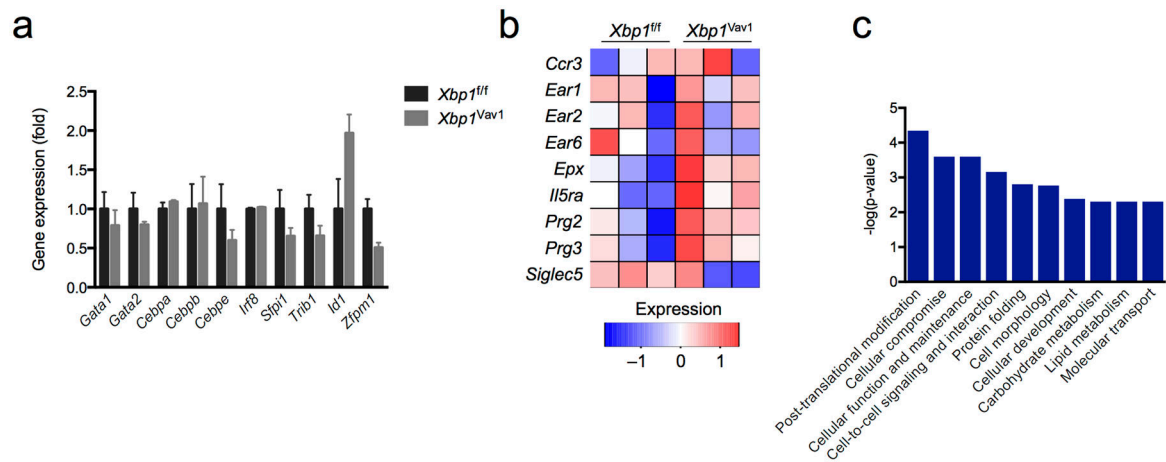 a
2.5
2.0
1.5
1.0
0.5
0.0
Gene expression (fold)
Xbp1f/f
Xbp1Vav1
Gata1
Gata2
Cebpa
Cebpb
Cebpe
Irf8
Sfpi1
Trib1
Id1
Zfpm1
b
Xbp1f/f
Xbp1Vav1
Ccr3
Ear1
Ear2
Ear6
Epx
Il5ra
Prg2
Prg3
Siglec5
Expression
–1
0
1
c
5
4
3
2
1
0
-log(p-value)
Post-translational modification
Cellular compromise
Cellular function and maintenance
Cell-to-cell signaling and interaction
Protein folding
Cell morphology
Cellular development
Carbohydrate metabolism
Lipid metabolism
Molecular transport